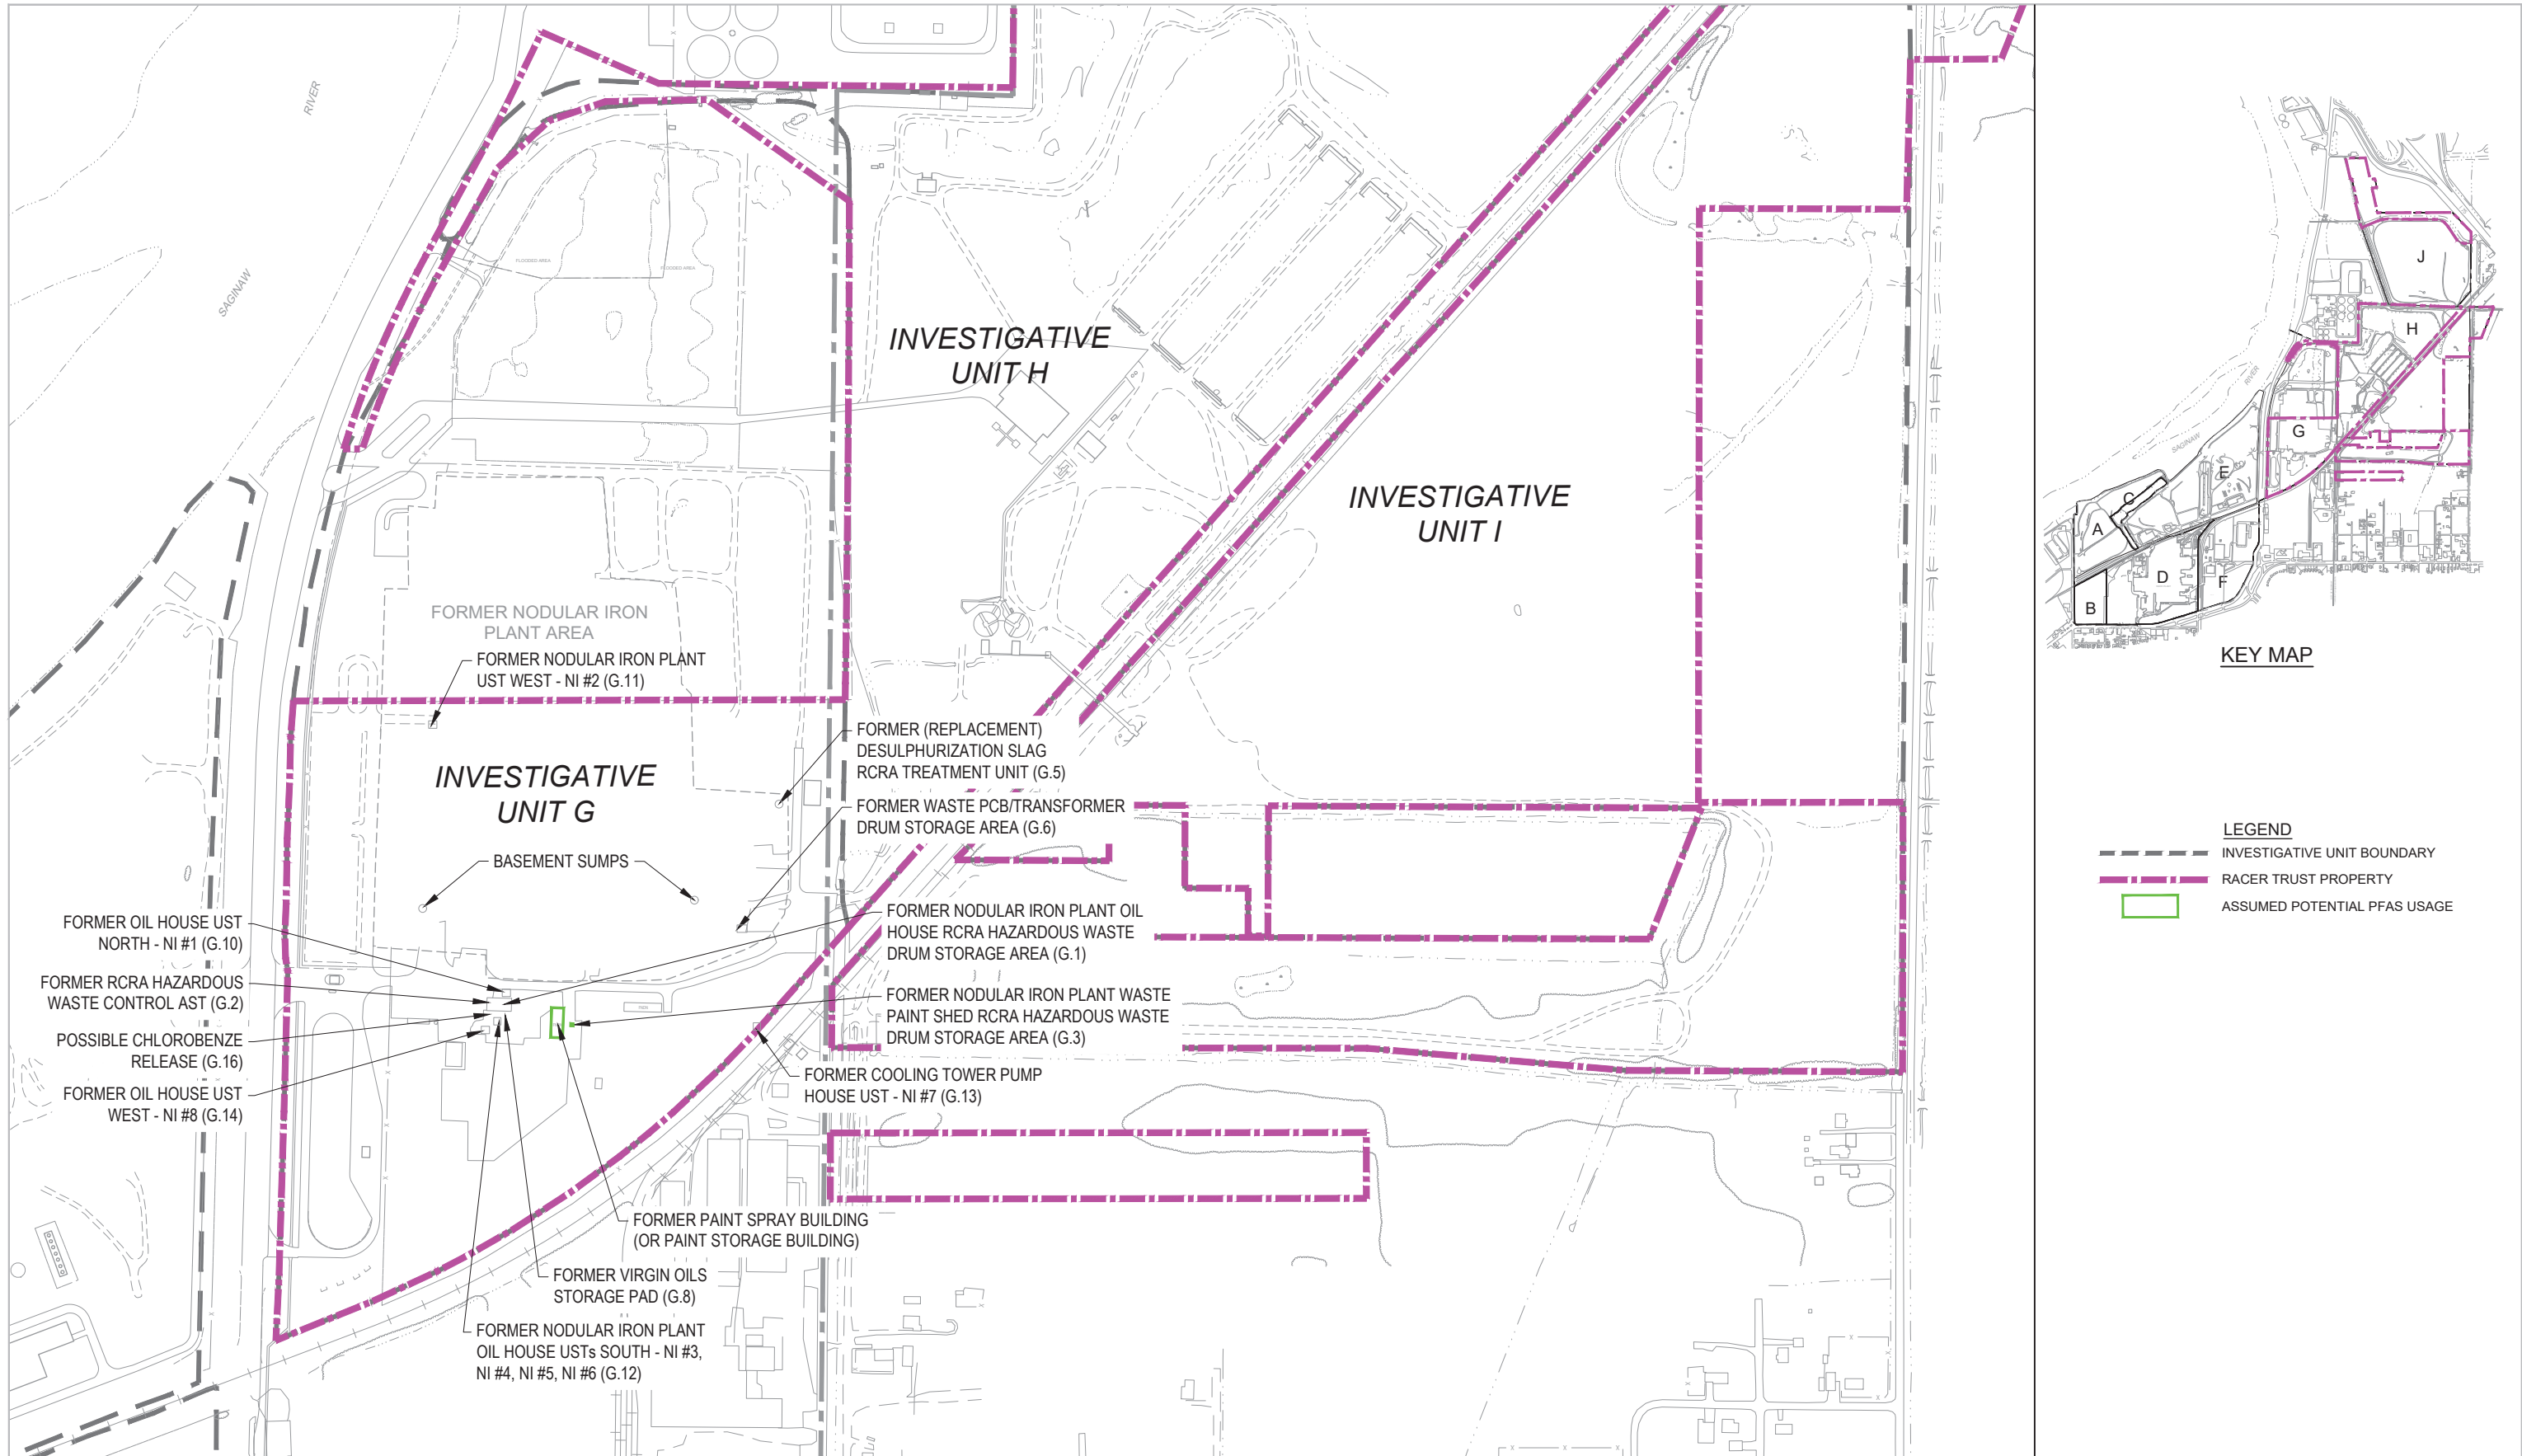 RIVER
SAGINAW
FLOODED AREA
FLOODED AREA
INVESTIGATIVE
UNIT H
INVESTIGATIVE
UNIT I
FORMER NODULAR IRON
PLANT AREA
FORMER NODULAR IRON PLANT
UST WEST - NI #2 (G.11)
INVESTIGATIVE
UNIT G
FORMER (REPLACEMENT)
DESULPHURIZATION SLAG
RCRA TREATMENT UNIT (G.5)
FORMER WASTE PCB/TRANSFORMER
DRUM STORAGE AREA (G.6)
BASEMENT SUMPS
FORMER OIL HOUSE UST
NORTH - NI #1 (G.10)
FORMER RCRA HAZARDOUS
WASTE CONTROL AST (G.2)
POSSIBLE CHLOROBENZE
RELEASE (G.16)
FORMER OIL HOUSE UST
WEST - NI #8 (G.14)
FORMER NODULAR IRON PLANT OIL
HOUSE RCRA HAZARDOUS WASTE
DRUM STORAGE AREA (G.1)
FORMER NODULAR IRON PLANT WASTE
PAINT SHED RCRA HAZARDOUS WASTE
DRUM STORAGE AREA (G.3)
FORMER COOLING TOWER PUMP
HOUSE UST - NI #7 (G.13)
FORMER PAINT SPRAY BUILDING
(OR PAINT STORAGE BUILDING)
FORMER VIRGIN OILS
STORAGE PAD (G.8)
FORMER NODULAR IRON PLANT
OIL HOUSE USTs SOUTH - NI #3,
NI #4, NI #5, NI #6 (G.12)
J
H
RIVER
G
SAGINAW
E
C
A
D
F
B
KEY MAP
LEGEND
INVESTIGATIVE UNIT BOUNDARY
RACER TRUST PROPERTY
ASSUMED POTENTIAL PFAS USAGE